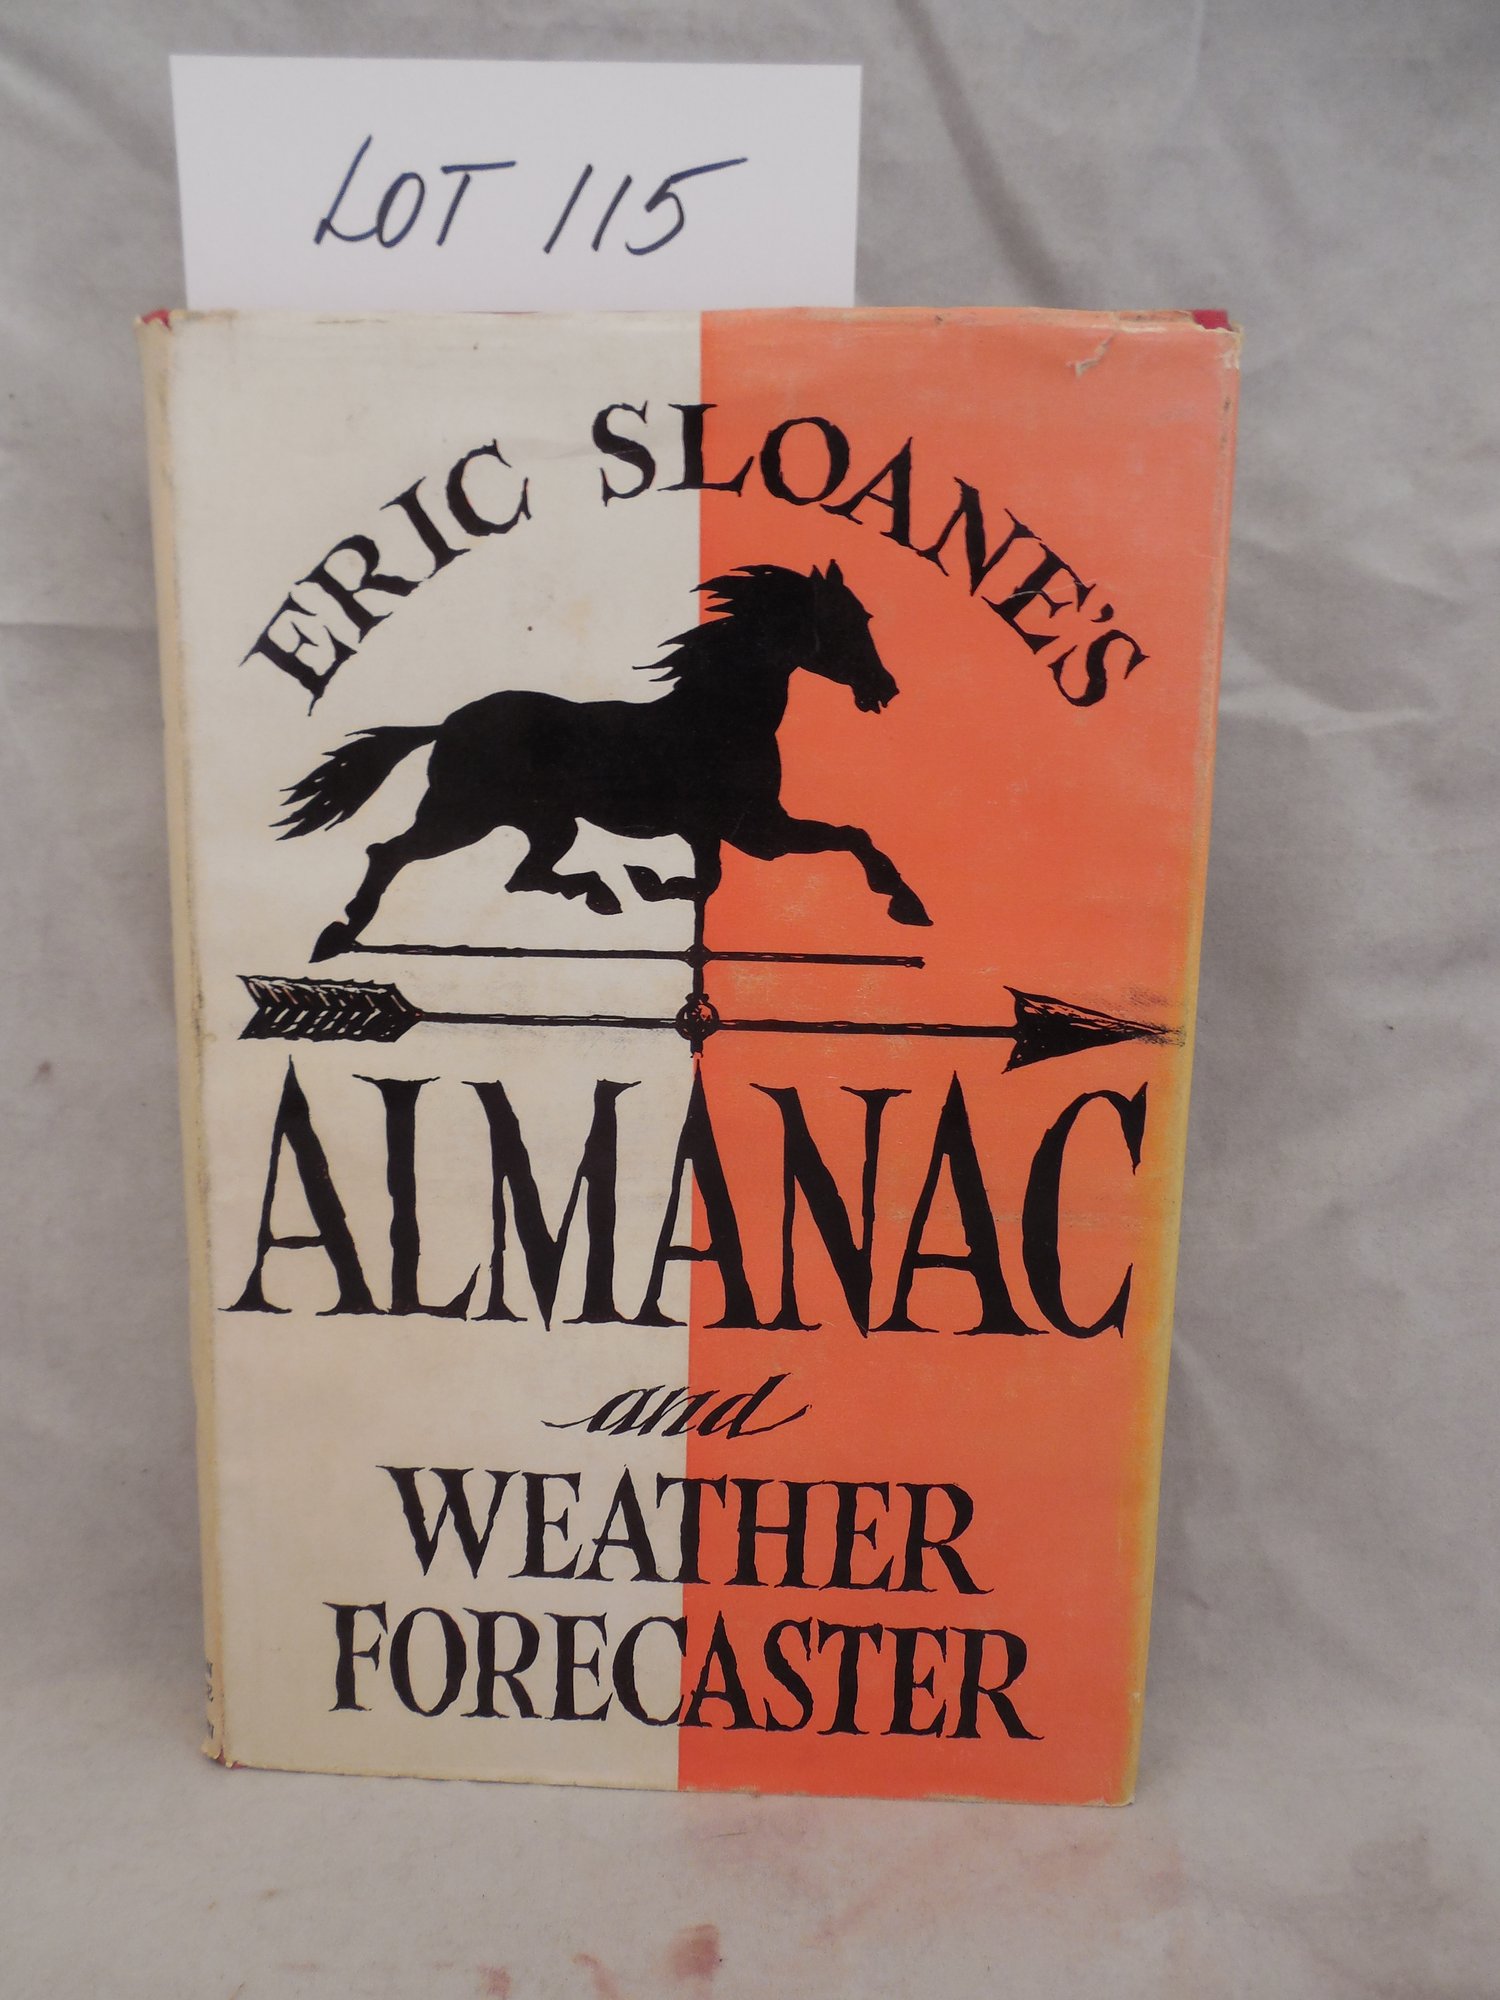 LOT 115
ERIC SLOANE'S
ALMANAC
and
WEATHER
FORECASTER